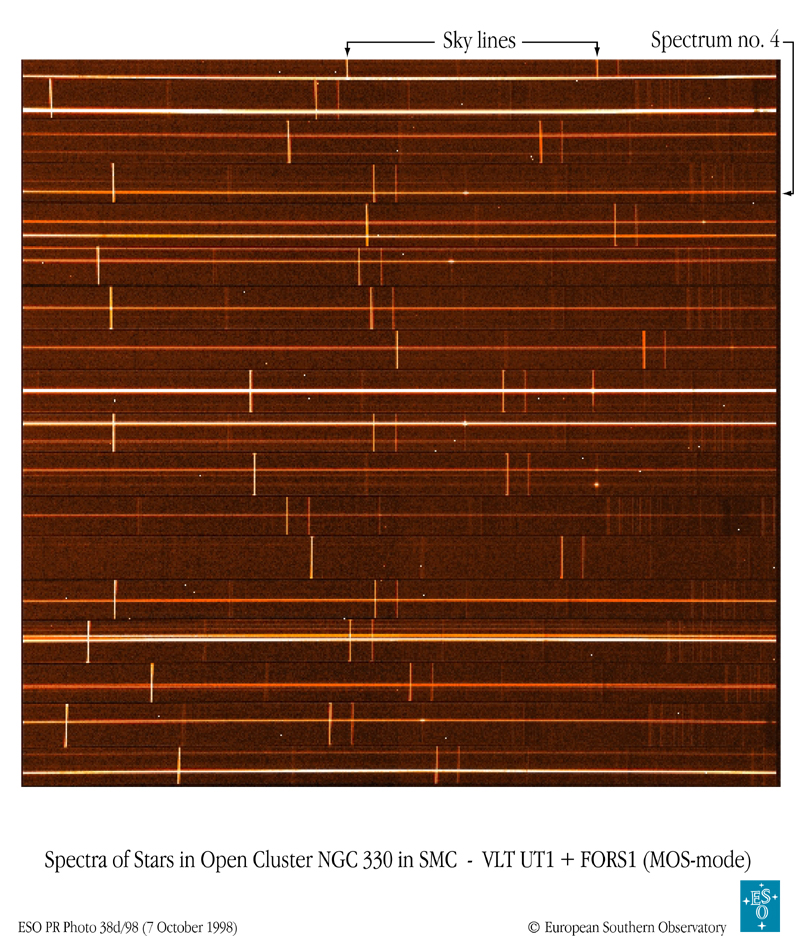 Sky lines
Spectrum no. 4
Spectra of Stars in Open Cluster NGC 330 in SMC - VLT UT1 + FORS1 (MOS-mode)
ESO PR Photo 38d/98 (7 October 1998)
© European Southern Observatory
ESO